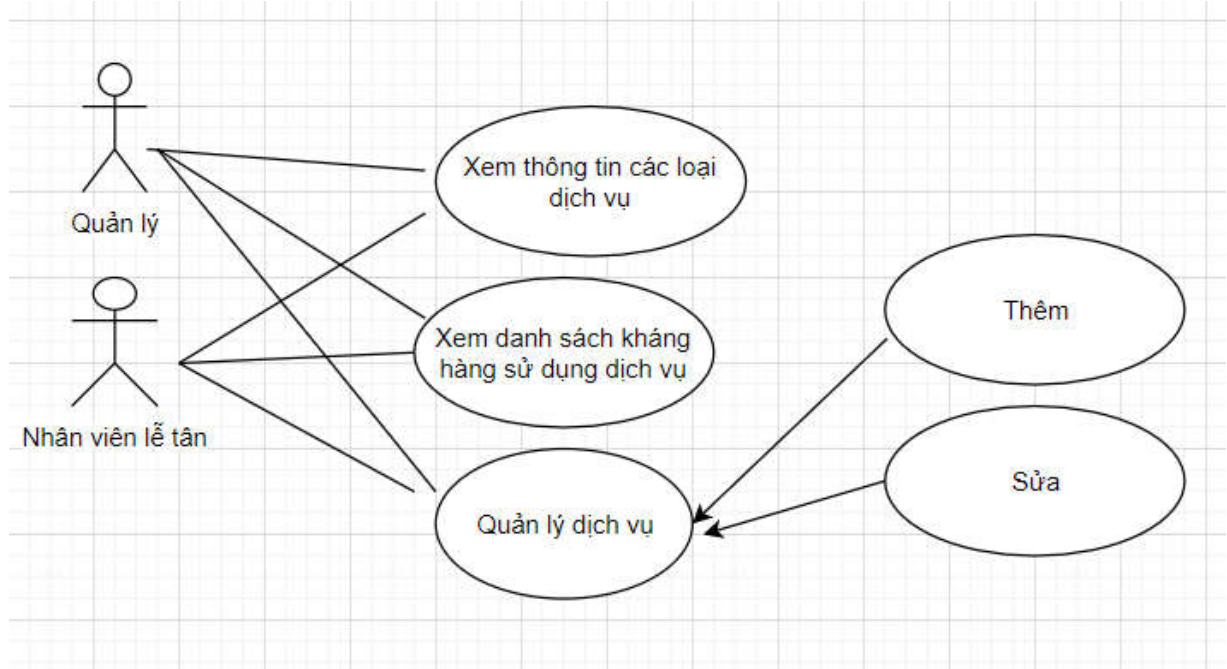 Quản lý
Nhân viên lễ tân
Xem thông tin các loại
dịch vụ
Xem danh sách kháng
hàng sử dụng dịch vụ
Quản lý dịch vụ
Thêm
Sửa